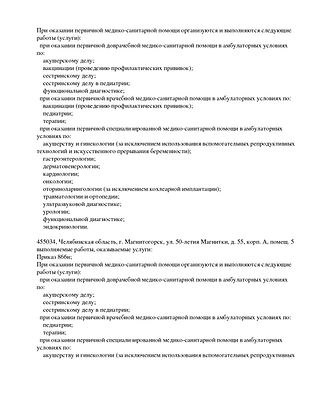 При оказании первичной медико-санитарной помощи организуются и выполняются следующие
работы (услуги):
при оказании первичной доврачебной медико-санитарной помощи в амбулаторных условиях
по:
акушерскому делу;
вакцинации (проведению профилактических прививок);
сестринскому делу;
сестринскому делу в педиатрии;
функциональной диагностике;
при оказании первичной врачебной медико-санитарной помощи в амбулаторных условиях по:
вакцинации (проведению профилактических прививок);
педиатрии;
терапии;
при оказании первичной специализированной медико-санитарной помощи в амбулаторных
условиях по:
акушерству и гинекологии (за исключением использования вспомогательных репродуктивных
технологий и искусственного прерывания беременности);
гастроэнтерологии;
дерматовенерологии;
кардиологии;
онкологии;
оториноларингологии (за исключением кохлеарной имплантации);
травматологии и ортопедии;
ультразвуковой диагностике;
урологии;
функциональной диагностике;
эндокринологии.
455034, Челябинская область, г. Магнитогорск, ул. 50-летия Магнитки, д. 55, корп. А, помещ. 5
выполняемые работы, оказываемые услуги:
Приказ 866н;
При оказании первичной медико-санитарной помощи организуются и выполняются следующие
работы (услуги):
при оказании первичной доврачебной медико-санитарной помощи в амбулаторных условиях
по:
акушерскому делу;
сестринскому делу;
сестринскому делу в педиатрии;
при оказании первичной врачебной медико-санитарной помощи в амбулаторных условиях по:
педиатрии;
терапии;
при оказании первичной специализированной медико-санитарной помощи в амбулаторных
условиях по:
акушерству и гинекологии (за исключением использования вспомогательных репродуктивных